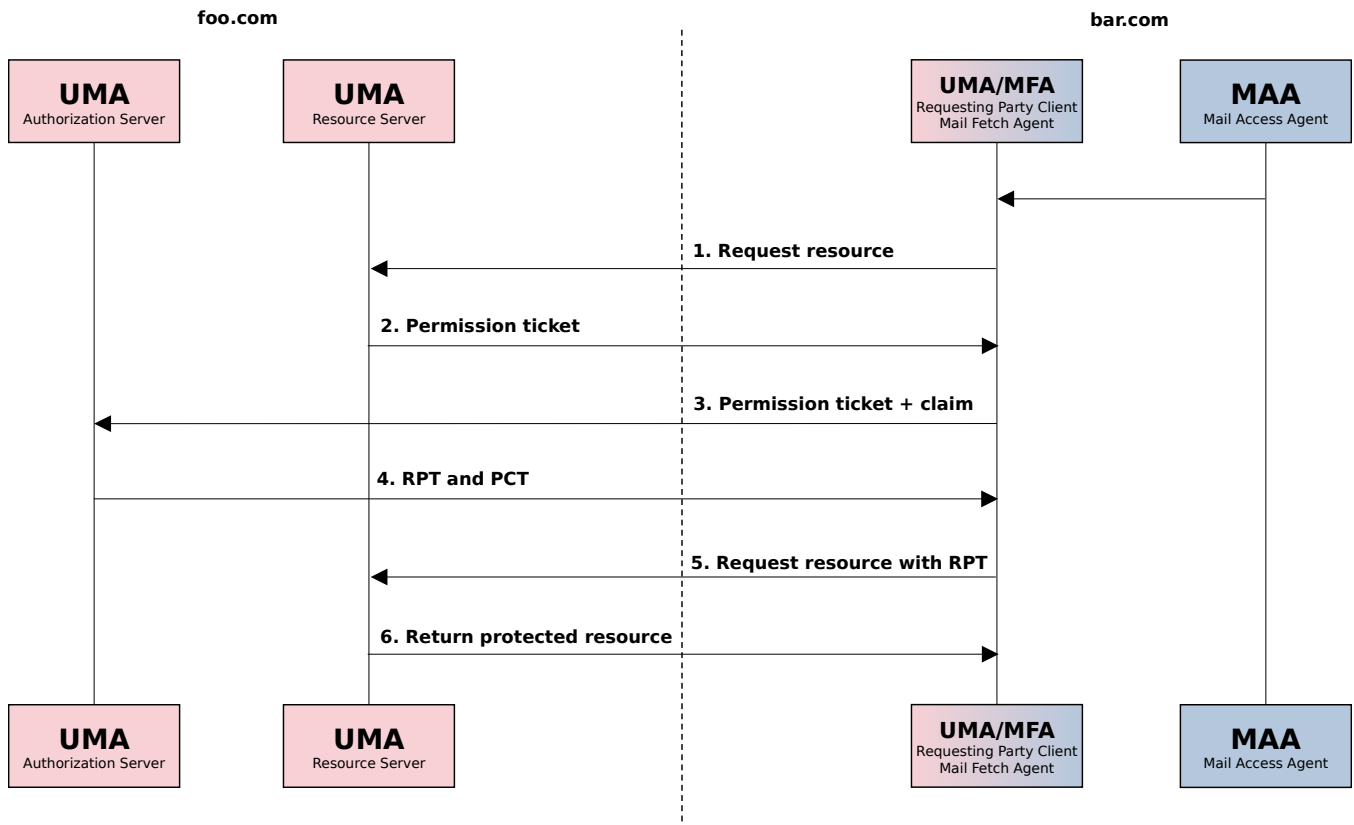 foo.com
bar.com
UMA
Authorization Server
UMA
Resource Server
UMA/MFA
Requesting Party Client
Mail Fetch Agent
MAA
Mail Access Agent
1. Request resource
2. Permission ticket
3. Permission ticket + claim
4. RPT and PCT
5. Request resource with RPT
6. Return protected resource
UMA
Authorization Server
UMA
Resource Server
UMA/MFA
Requesting Party Client
Mail Fetch Agent
MAA
Mail Access Agent